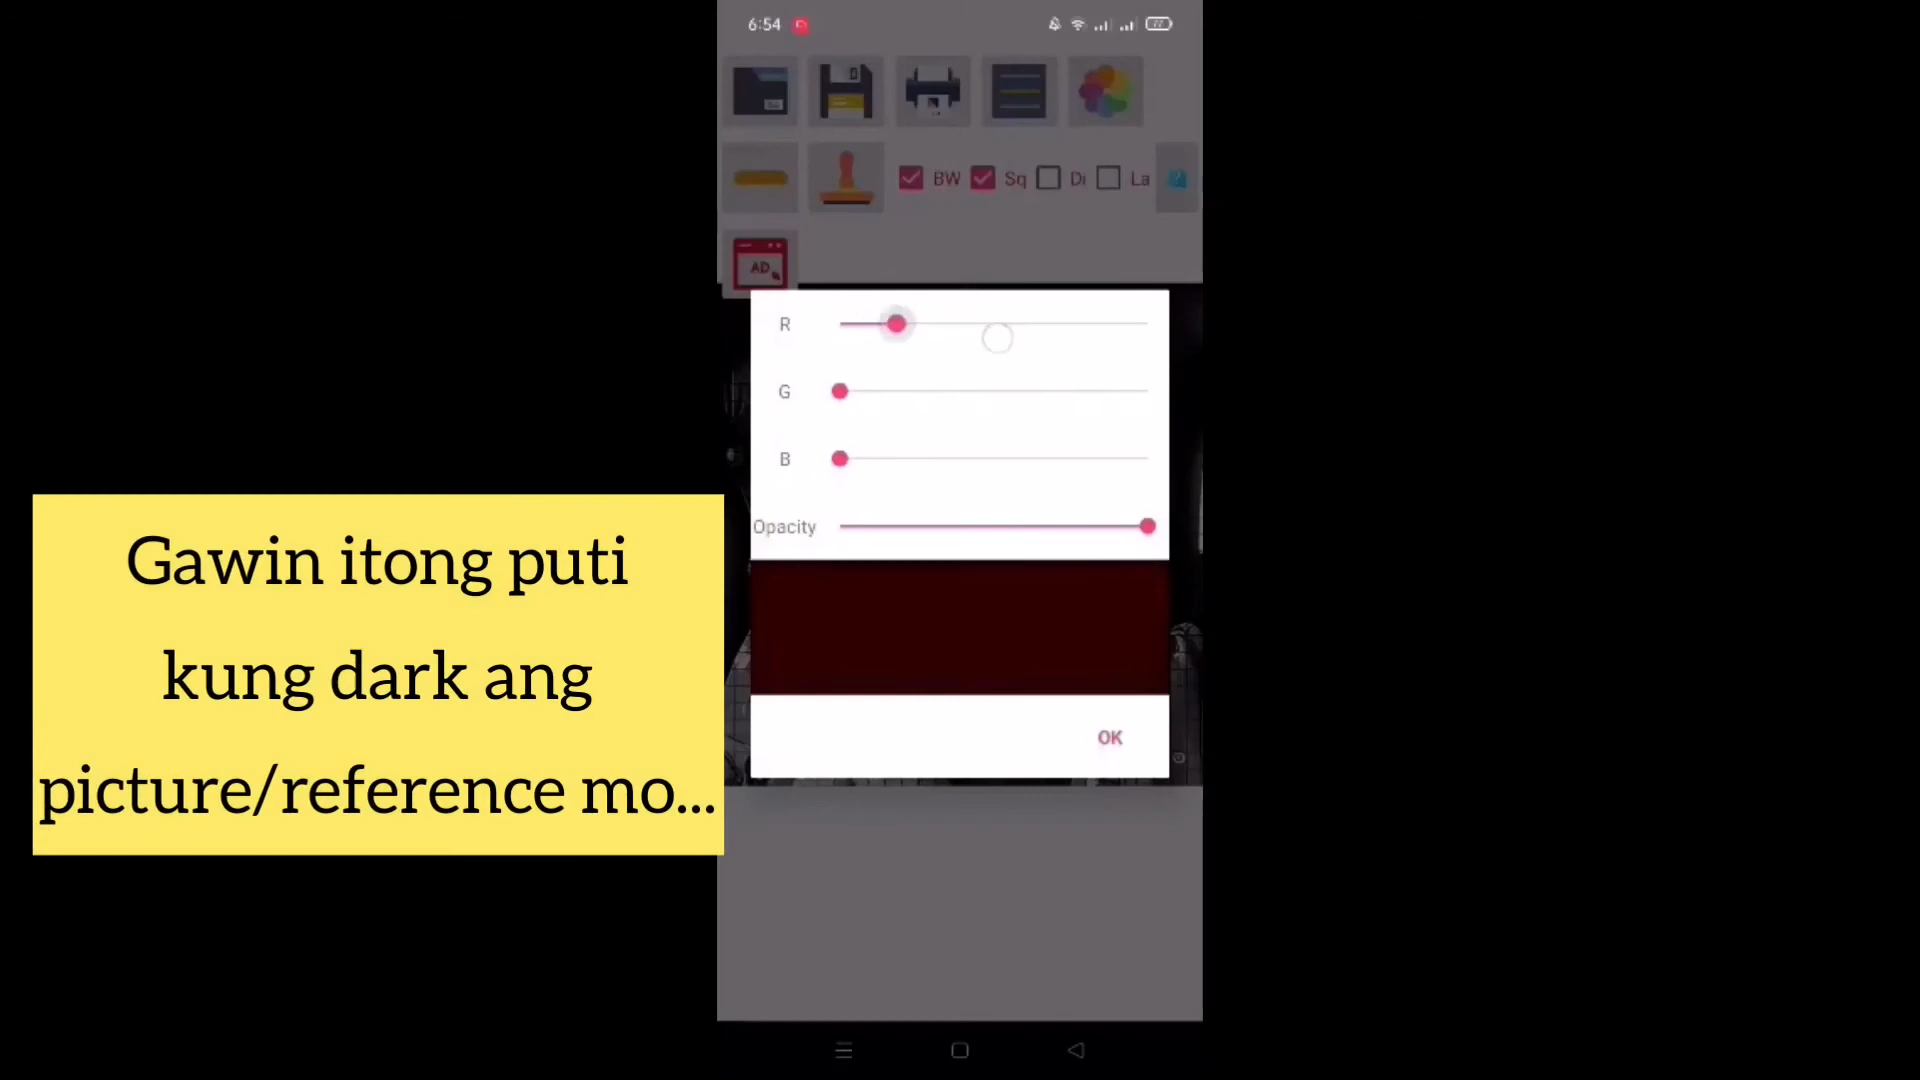 6:54
BW Sq Di La ?
AD
R
G
B
Opacity
OK
Gawin itong puti
kung dark ang
picture/reference mo...